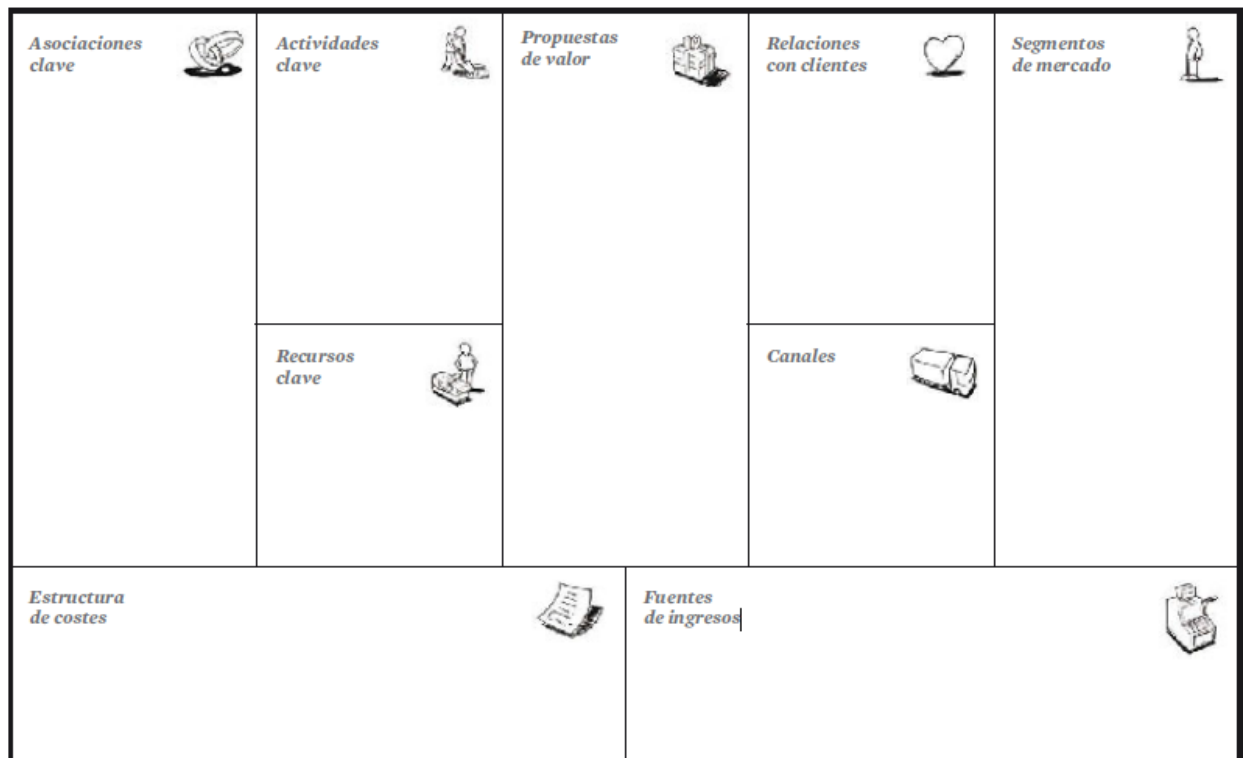 Asociaciones
clave
Actividades
clave
Propuestas
de valor
Relaciones
con clientes
Segmentos
de mercado
Recursos
clave
Canales
Estructura
de costes
Fuentes
de ingresos